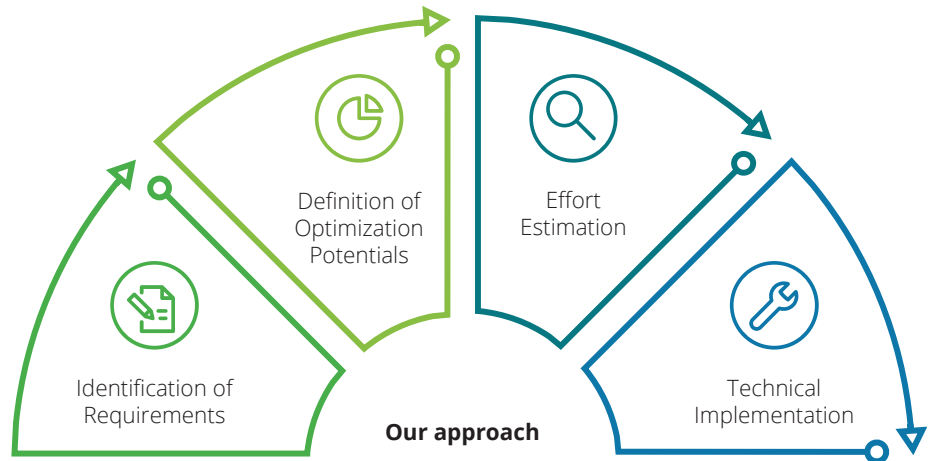 Identification of
Requirements
Definition of
Optimization
Potentials
Effort
Estimation
Technical
Implementation
Our approach